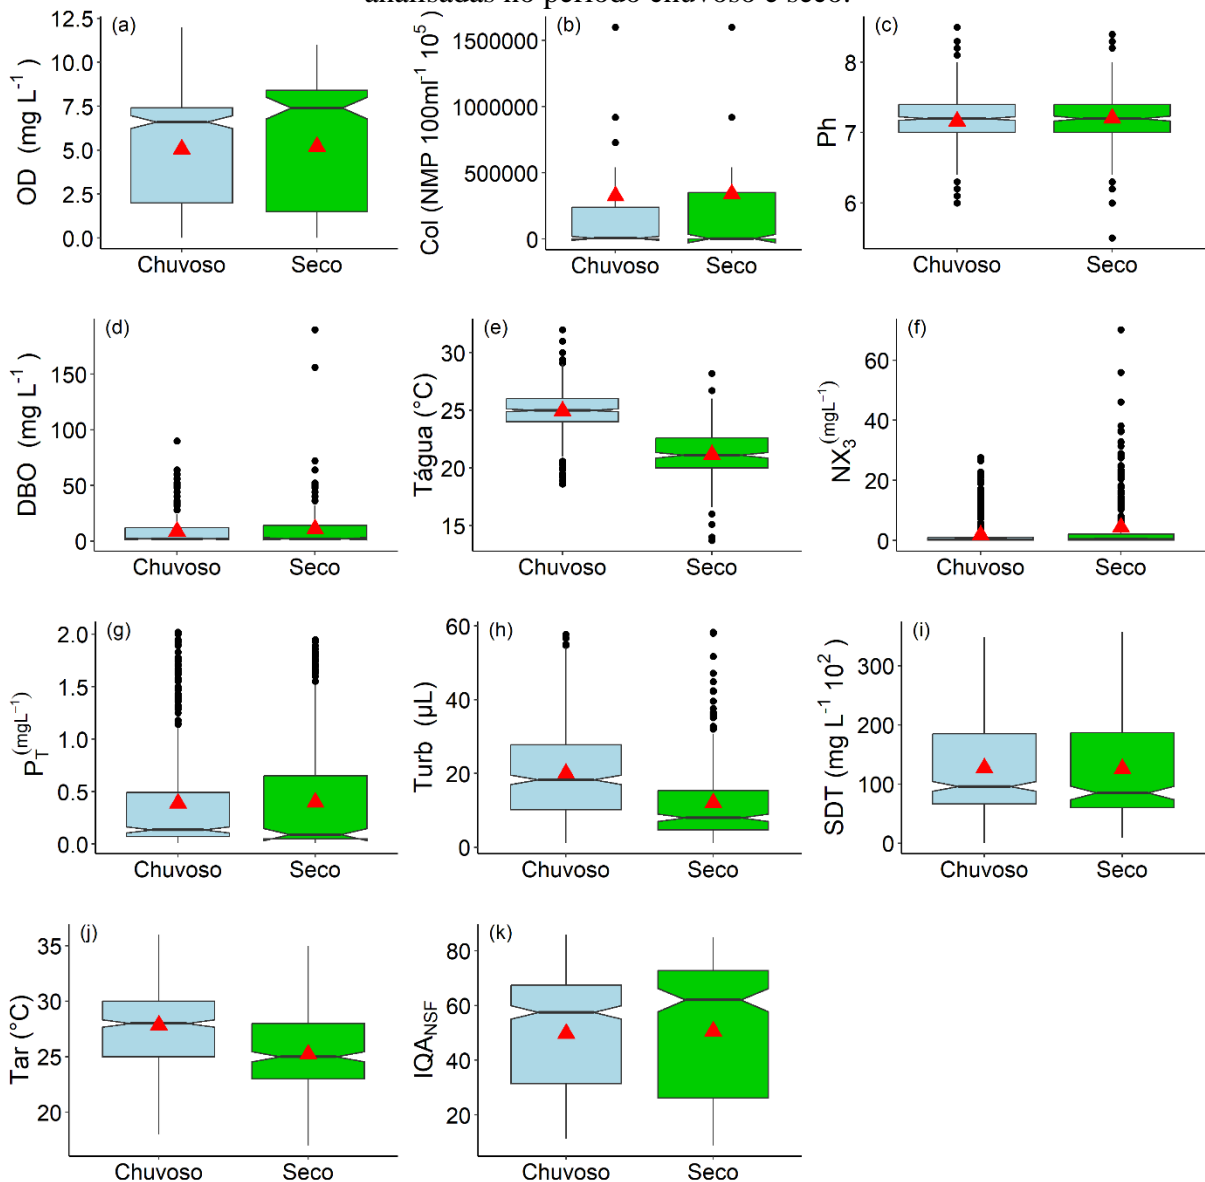 analisadas no período chuvoso e seco.
(a)
OD (mg L⁻¹)
12.5
10.0
7.5
5.0
2.5
0.0
Chuvoso Seco
(b)
Col (NMP 100ml⁻¹ 10⁵)
1500000
1000000
500000
0
Chuvoso Seco
(c)
Ph
8
7
6
Chuvoso Seco
(d)
DBO (mg L⁻¹)
150
100
50
0
Chuvoso Seco
(e)
Tágua (°C)
30
25
20
15
Chuvoso Seco
(f)
NX₃(mgL⁻¹)
60
40
20
0
Chuvoso Seco
(g)
P_T(mgL⁻¹)
2.0
1.5
1.0
0.5
0.0
Chuvoso Seco
(h)
Turb (µL)
60
40
20
0
Chuvoso Seco
(i)
SDT (mg L⁻¹ 10²)
300
200
100
0
Chuvoso Seco
(j)
Tar (°C)
35
30
25
20
Chuvoso Seco
(k)
IQA_NSF
80
60
40
20
Chuvoso Seco